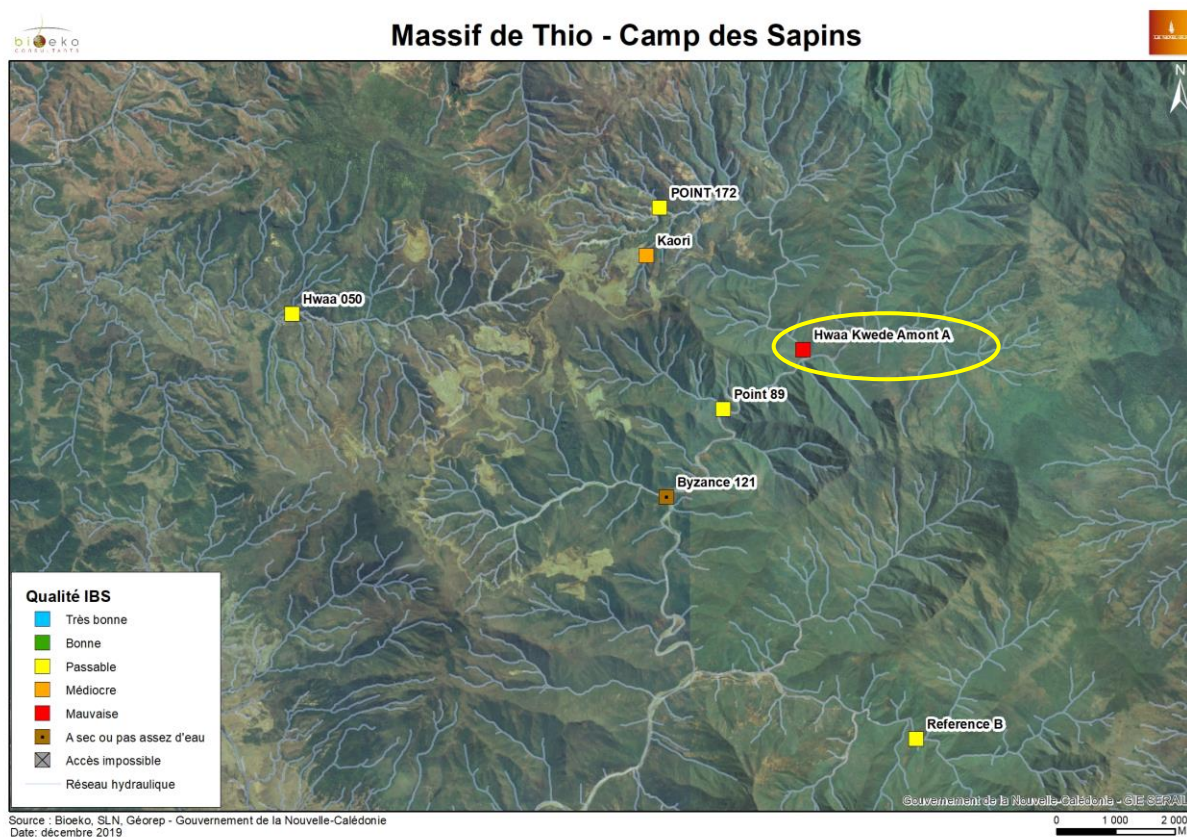 bioeko
CONSULTANTS
Massif de Thio - Camp des Sapins
N
POINT 172
Kaori
Hwaa 050
Hwaa Kwede Amont A
Point 89
Byzance 121
Reference B
Qualité IBS
Très bonne
Bonne
Passable
Médiocre
Mauvaise
A sec ou pas assez d'eau
Accès impossible
Réseau hydraulique
Gouvernement de la Nouvelle-Calédonie - GIE SERAIL
Source : Bioeko, SLN, Géorep - Gouvernement de la Nouvelle-Calédonie
Date: décembre 2019
0 1 000 2 000
M